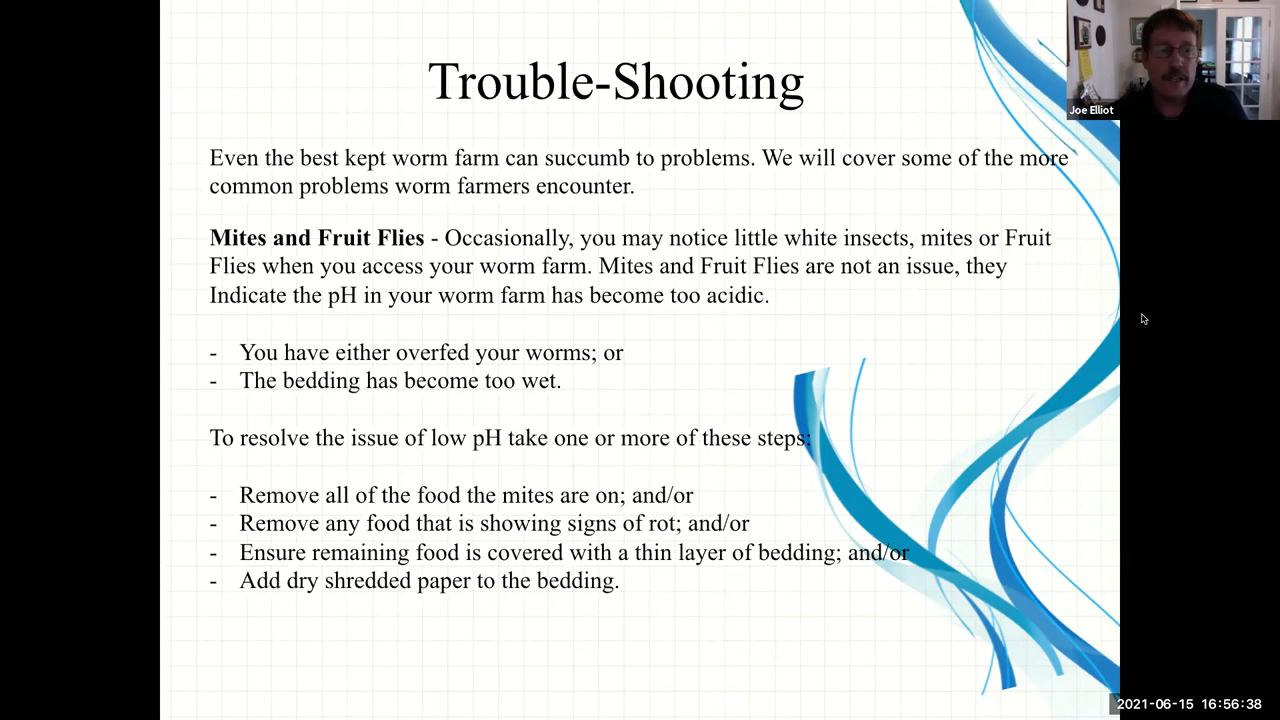 Trouble-Shooting
Even the best kept worm farm can succumb to problems. We will cover some of the more
common problems worm farmers encounter.
Mites and Fruit Flies - Occasionally, you may notice little white insects, mites or Fruit
Flies when you access your worm farm. Mites and Fruit Flies are not an issue, they
Indicate the pH in your worm farm has become too acidic.
- You have either overfed your worms; or
- The bedding has become too wet.
To resolve the issue of low pH take one or more of these steps:
- Remove all of the food the mites are on; and/or
- Remove any food that is showing signs of rot; and/or
- Ensure remaining food is covered with a thin layer of bedding; and/or
- Add dry shredded paper to the bedding.
Joe Elliot
2021-06-15 16:56:38